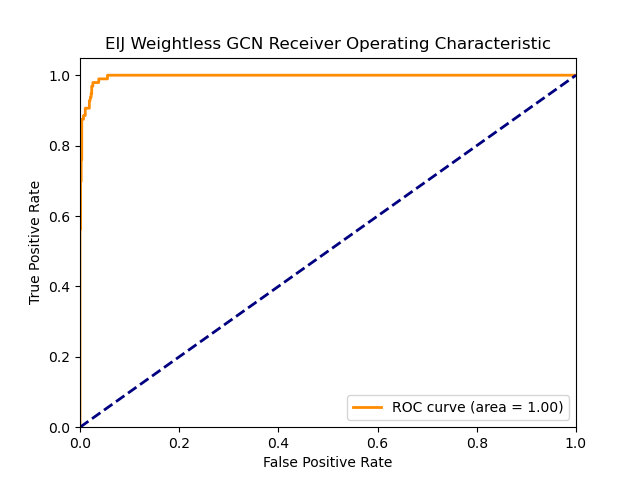 EIJ Weightless GCN Receiver Operating Characteristic
1.0
0.8
0.6
0.4
0.2
0.0
True Positive Rate
ROC curve (area = 1.00)
0.0 0.2 0.4 0.6 0.8 1.0
False Positive Rate